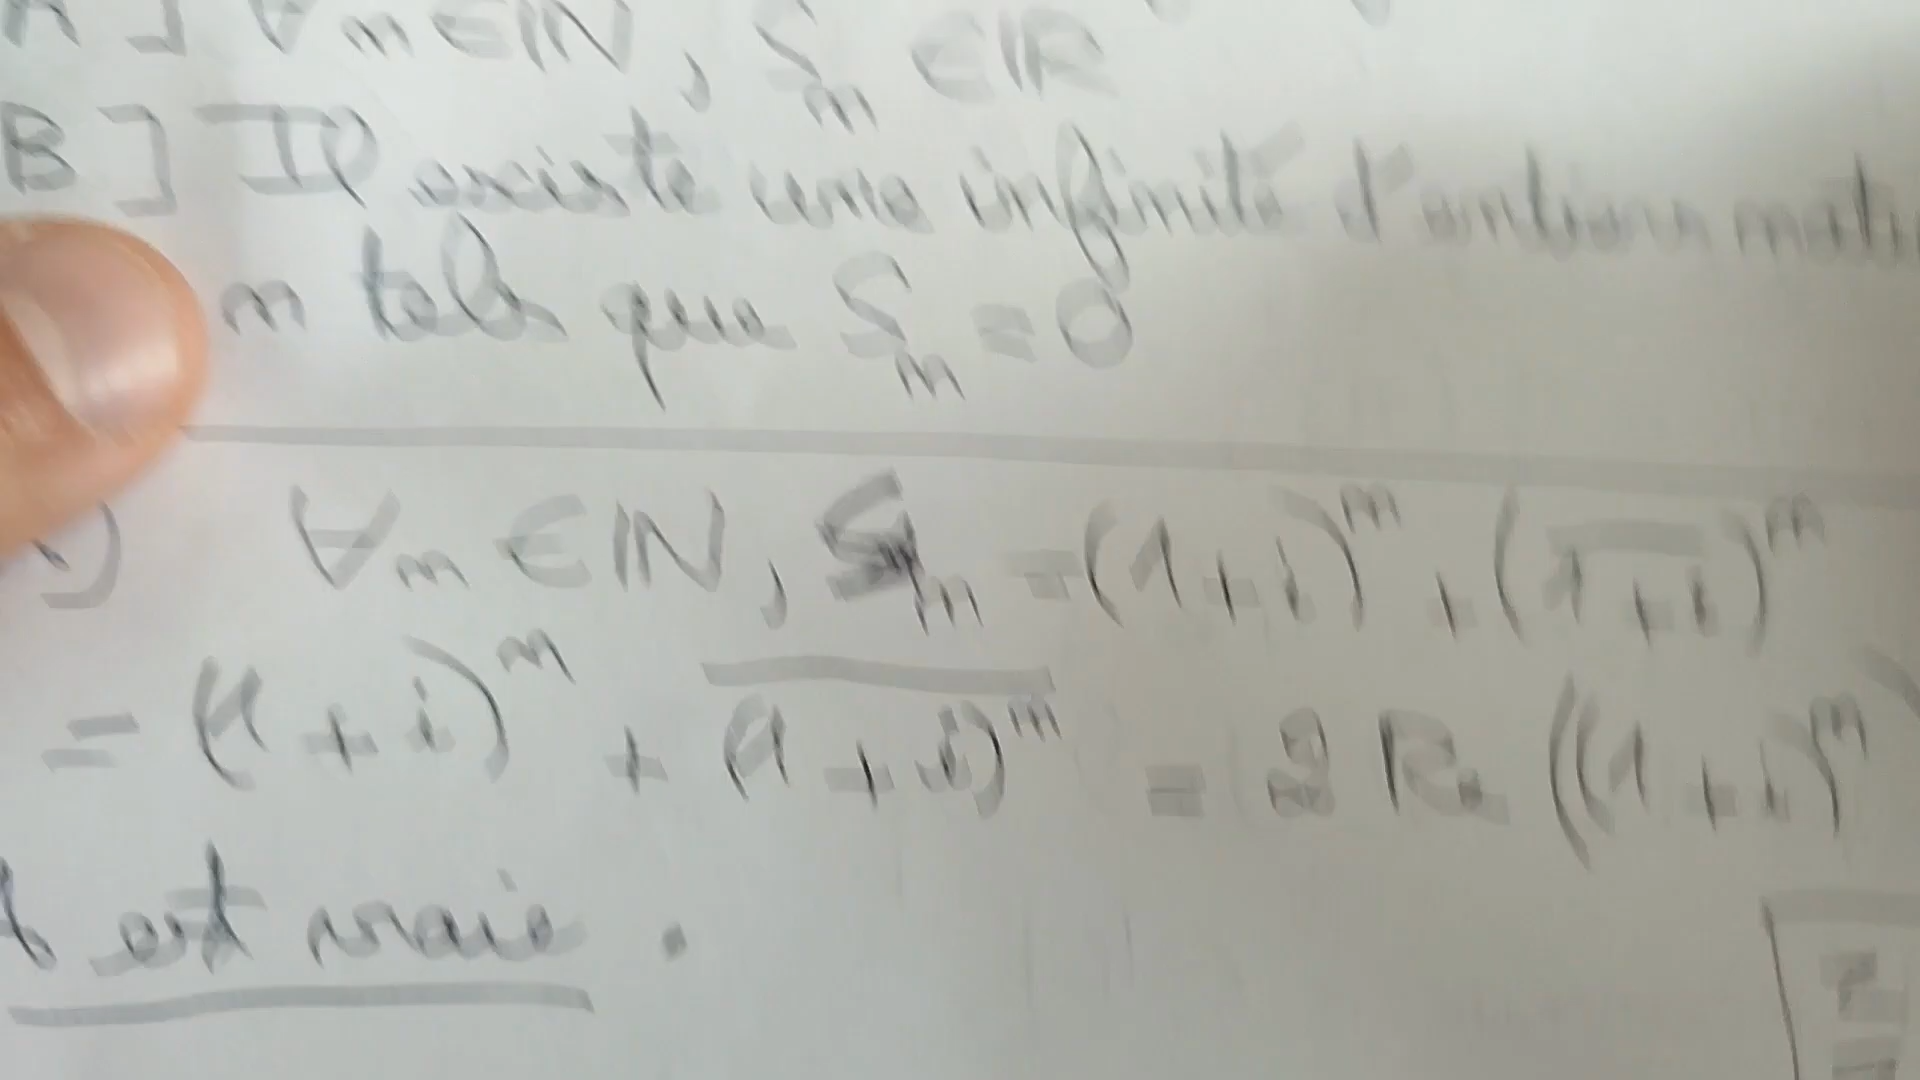 A] ∀n ∈ ℕ, Sₙ ∈ ℝ
B] Il existe une infinité d'entiers
n tels que Sₙ = 0
∀n ∈ ℕ, Sₙ = (1+i)ⁿ + (1̅+̅i̅)ⁿ
= (1+i)ⁿ + \overline{(1+i)ⁿ} = 2 Re ((1+i)ⁿ
est vraie.